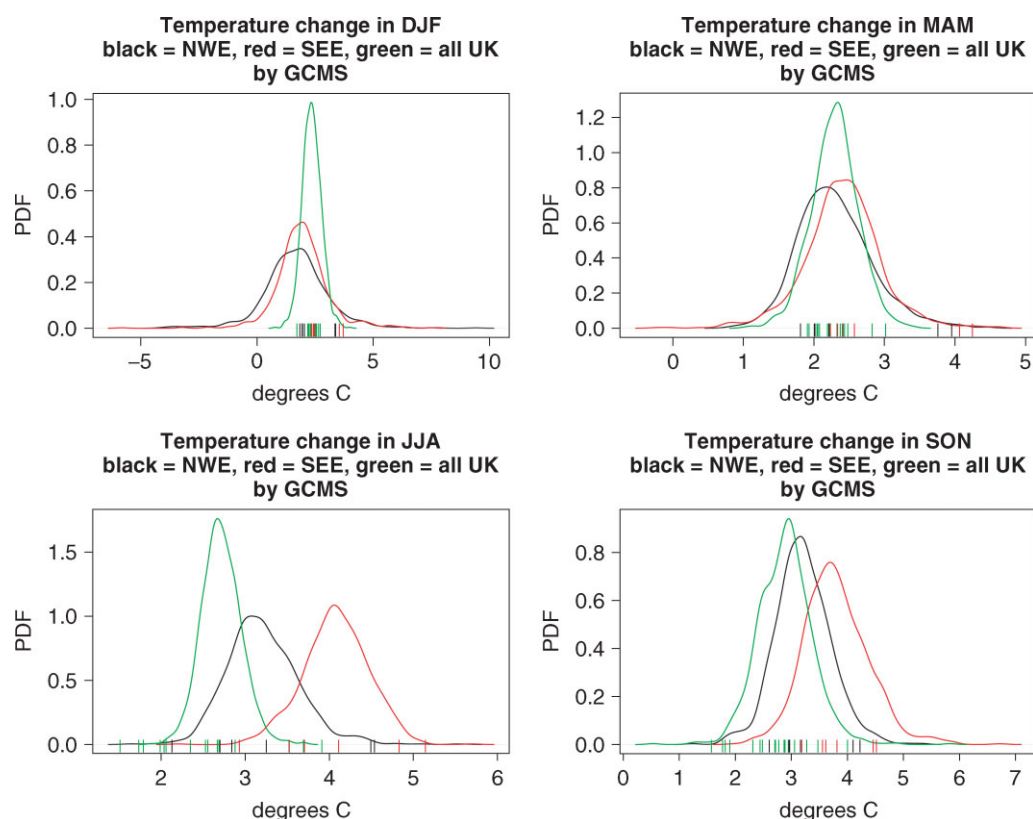 Temperature change in DJF
black = NWE, red = SEE, green = all UK
by GCMS
1.0
0.8
0.6
0.4
0.2
0.0
PDF
−5
0
5
10
degrees C
Temperature change in MAM
black = NWE, red = SEE, green = all UK
by GCMS
1.2
1.0
0.8
0.6
0.4
0.2
0.0
PDF
0
1
2
3
4
5
degrees C
Temperature change in JJA
black = NWE, red = SEE, green = all UK
by GCMS
1.5
1.0
0.5
0.0
PDF
2
3
4
5
6
degrees C
Temperature change in SON
black = NWE, red = SEE, green = all UK
by GCMS
0.8
0.6
0.4
0.2
0.0
PDF
0
1
2
3
4
5
6
7
degrees C